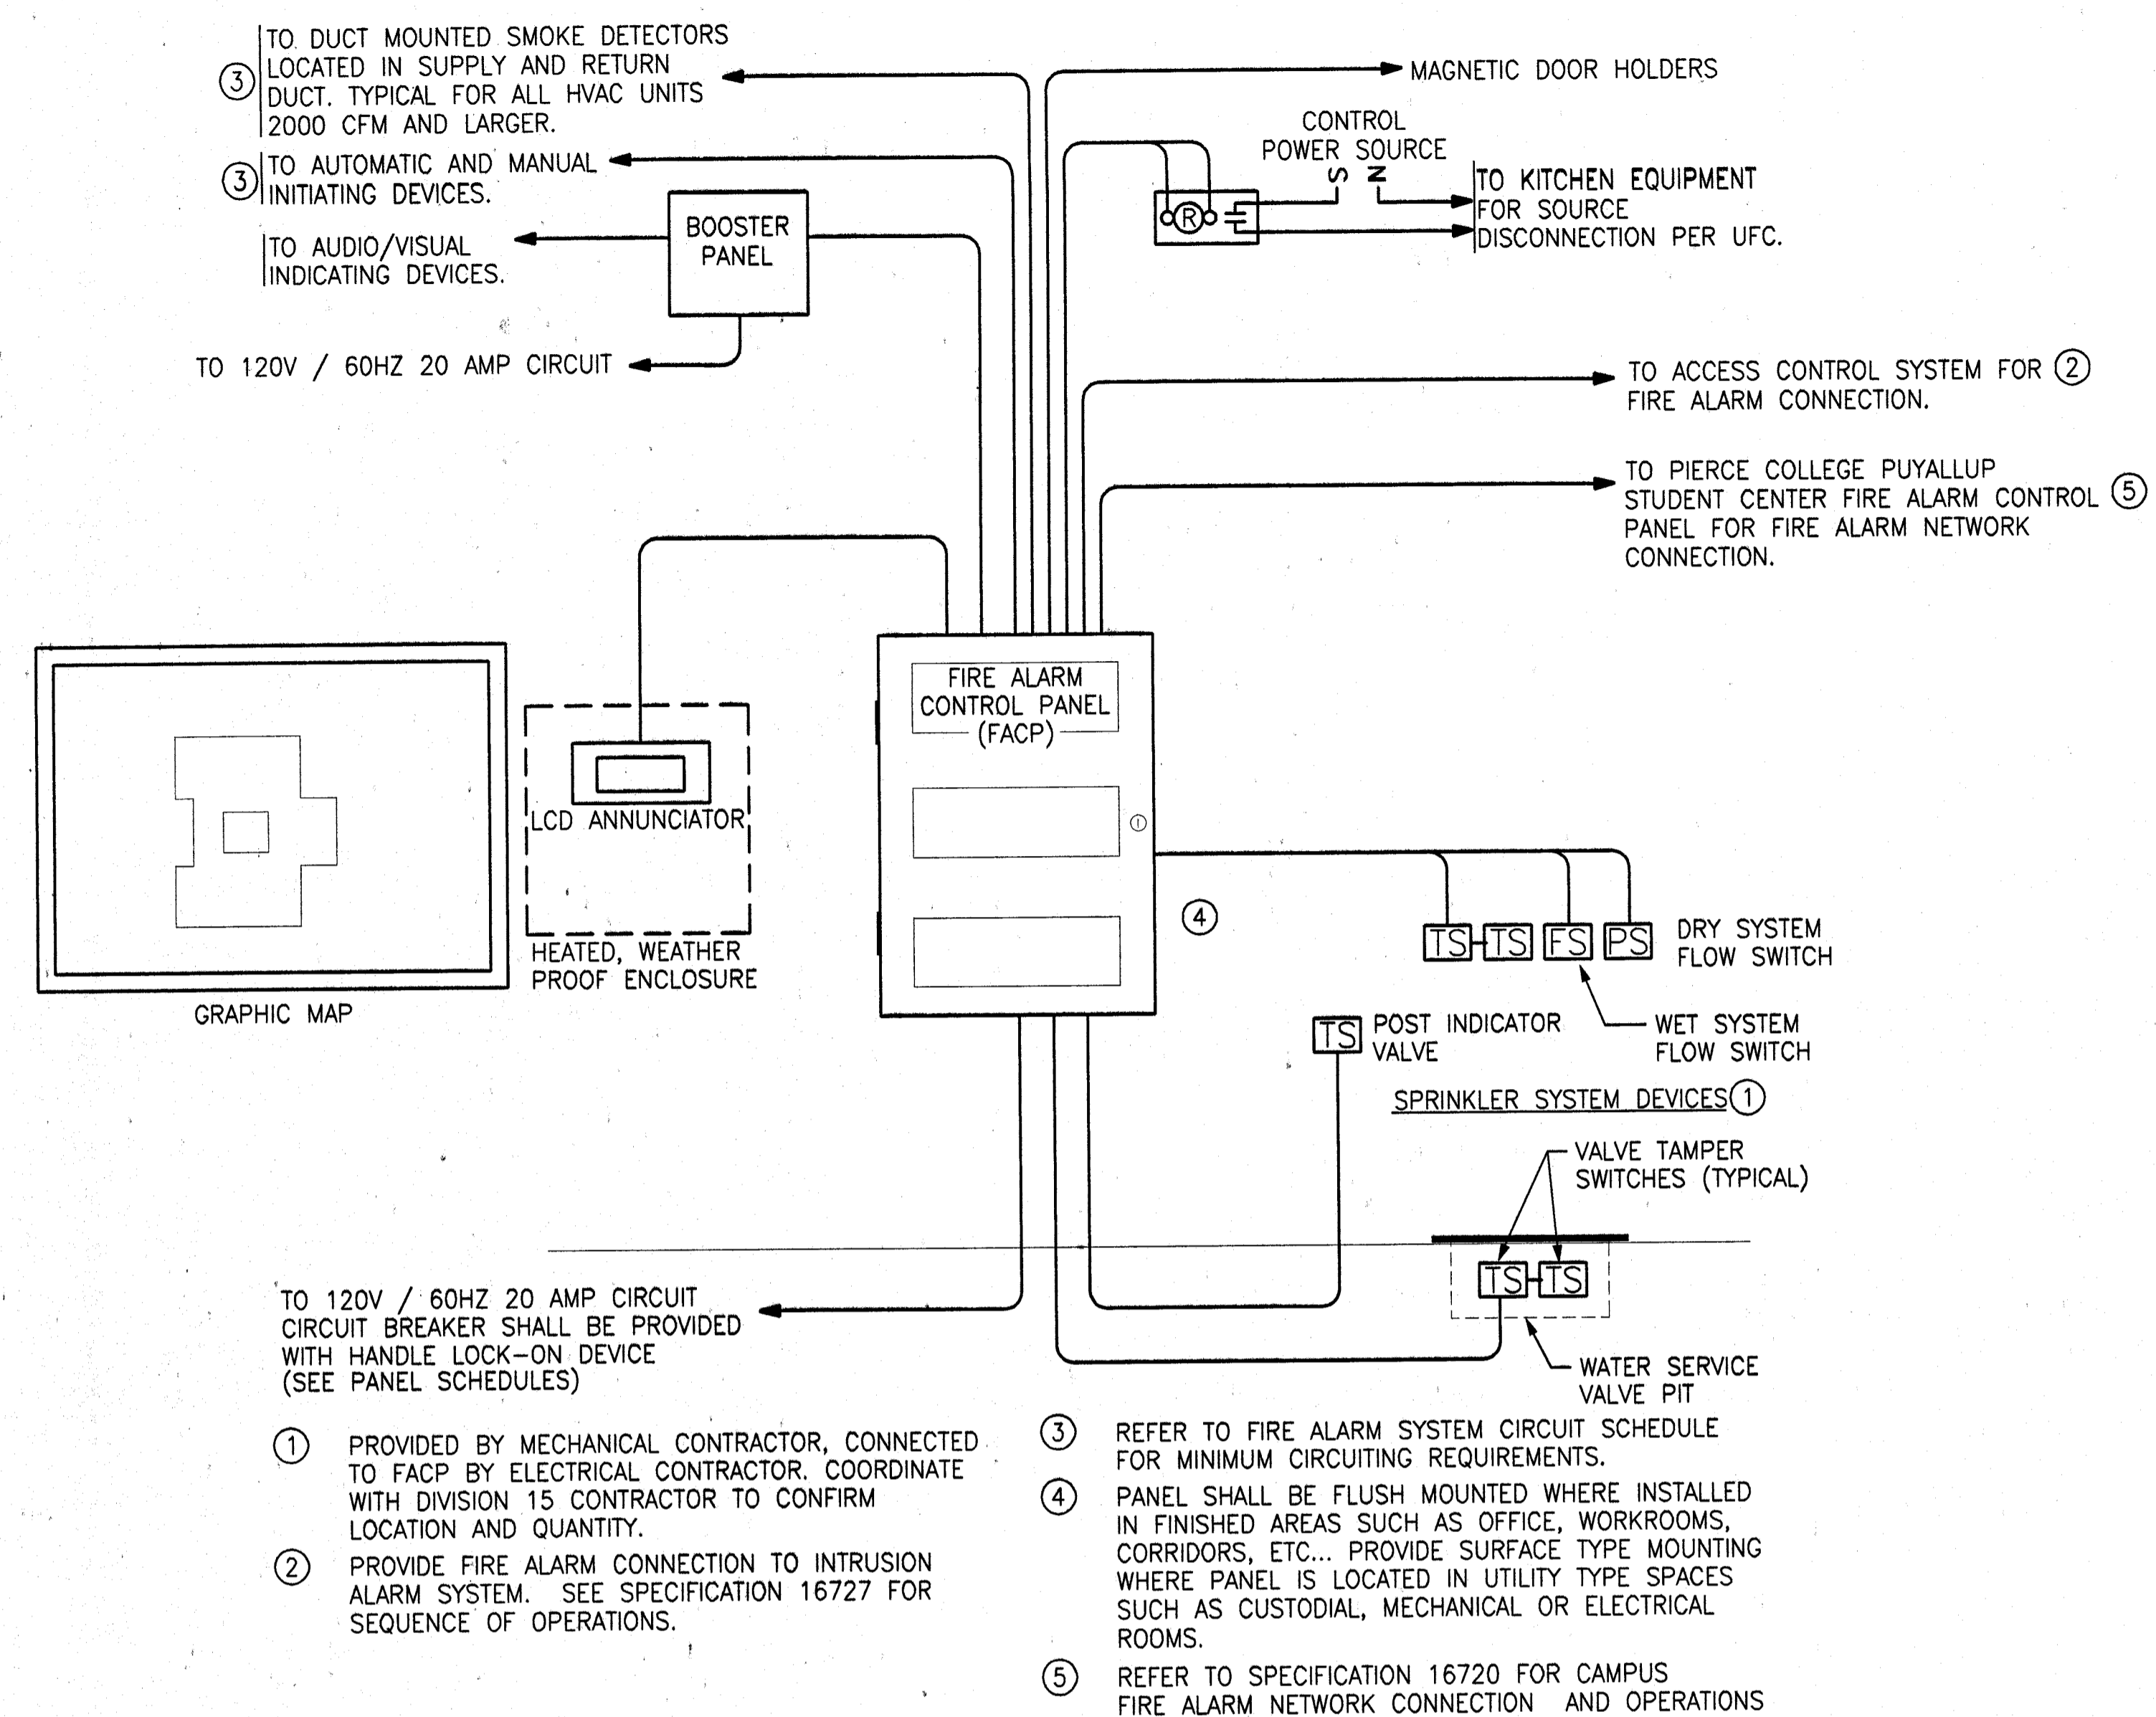 ③ TO DUCT MOUNTED SMOKE DETECTORS
LOCATED IN SUPPLY AND RETURN
DUCT. TYPICAL FOR ALL HVAC UNITS
2000 CFM AND LARGER.
③ TO AUTOMATIC AND MANUAL
INITIATING DEVICES.
TO AUDIO/VISUAL
INDICATING DEVICES.
BOOSTER
PANEL
TO 120V / 60HZ 20 AMP CIRCUIT
MAGNETIC DOOR HOLDERS
CONTROL
POWER SOURCE
S N
R
TO KITCHEN EQUIPMENT
FOR SOURCE
DISCONNECTION PER UFC.
TO ACCESS CONTROL SYSTEM FOR ②
FIRE ALARM CONNECTION.
TO PIERCE COLLEGE PUYALLUP
STUDENT CENTER FIRE ALARM CONTROL ⑤
PANEL FOR FIRE ALARM NETWORK
CONNECTION.
GRAPHIC MAP
LCD ANNUNCIATOR
HEATED, WEATHER
PROOF ENCLOSURE
FIRE ALARM
CONTROL PANEL
(FACP)
④
TS TS FS PS
DRY SYSTEM
FLOW SWITCH
WET SYSTEM
FLOW SWITCH
TS
POST INDICATOR
VALVE
SPRINKLER SYSTEM DEVICES ①
VALVE TAMPER
SWITCHES (TYPICAL)
TS TS
WATER SERVICE
VALVE PIT
TO 120V / 60HZ 20 AMP CIRCUIT
CIRCUIT BREAKER SHALL BE PROVIDED
WITH HANDLE LOCK-ON DEVICE
(SEE PANEL SCHEDULES)
① PROVIDED BY MECHANICAL CONTRACTOR, CONNECTED
TO FACP BY ELECTRICAL CONTRACTOR. COORDINATE
WITH DIVISION 15 CONTRACTOR TO CONFIRM
LOCATION AND QUANTITY.
② PROVIDE FIRE ALARM CONNECTION TO INTRUSION
ALARM SYSTEM. SEE SPECIFICATION 16727 FOR
SEQUENCE OF OPERATIONS.
③ REFER TO FIRE ALARM SYSTEM CIRCUIT SCHEDULE
FOR MINIMUM CIRCUITING REQUIREMENTS.
④ PANEL SHALL BE FLUSH MOUNTED WHERE INSTALLED
IN FINISHED AREAS SUCH AS OFFICE, WORKROOMS,
CORRIDORS, ETC... PROVIDE SURFACE TYPE MOUNTING
WHERE PANEL IS LOCATED IN UTILITY TYPE SPACES
SUCH AS CUSTODIAL, MECHANICAL OR ELECTRICAL
ROOMS.
⑤ REFER TO SPECIFICATION 16720 FOR CAMPUS
FIRE ALARM NETWORK CONNECTION AND OPERATIONS